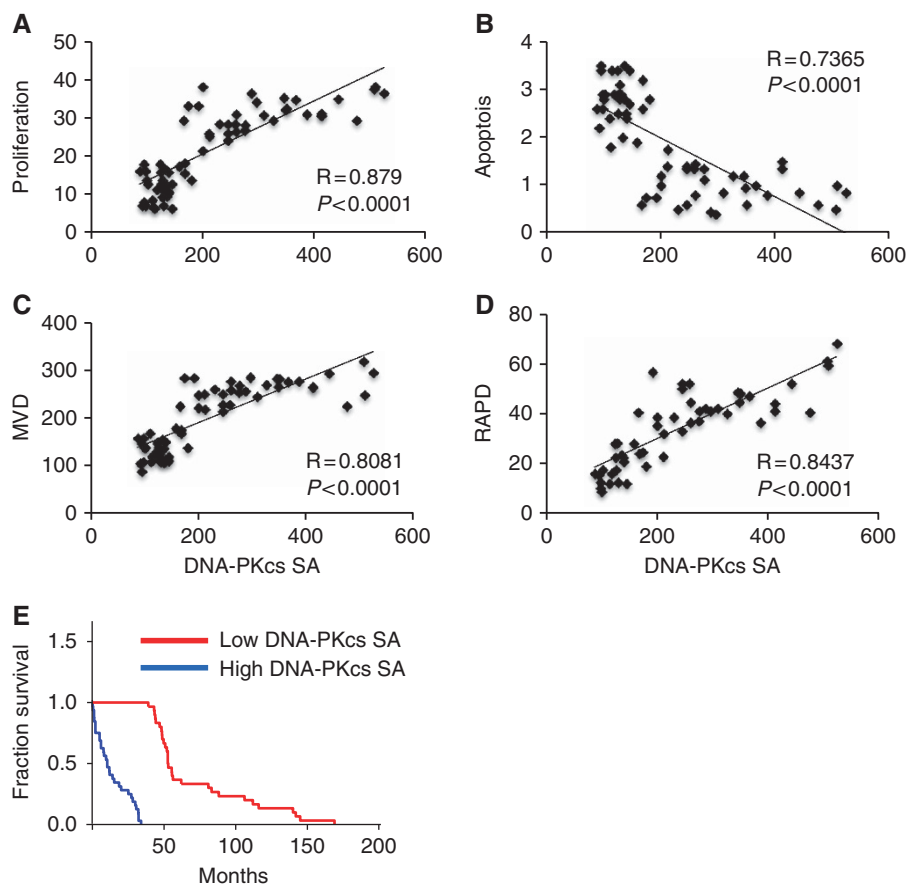 A
Proliferation
50
40
30
20
10
0
0
200
400
600
R=0.879
P<0.0001
B
Apoptois
4
3
2
1
0
0
200
400
600
R=0.7365
P<0.0001
C
MVD
400
300
200
100
0
0
200
400
600
R=0.8081
P<0.0001
DNA-PKcs SA
D
RAPD
80
60
40
20
0
0
200
400
600
R=0.8437
P<0.0001
DNA-PKcs SA
E
Fraction survival
1.5
1.0
0.5
0.0
50
100
150
200
Months
Low DNA-PKcs SA
High DNA-PKcs SA